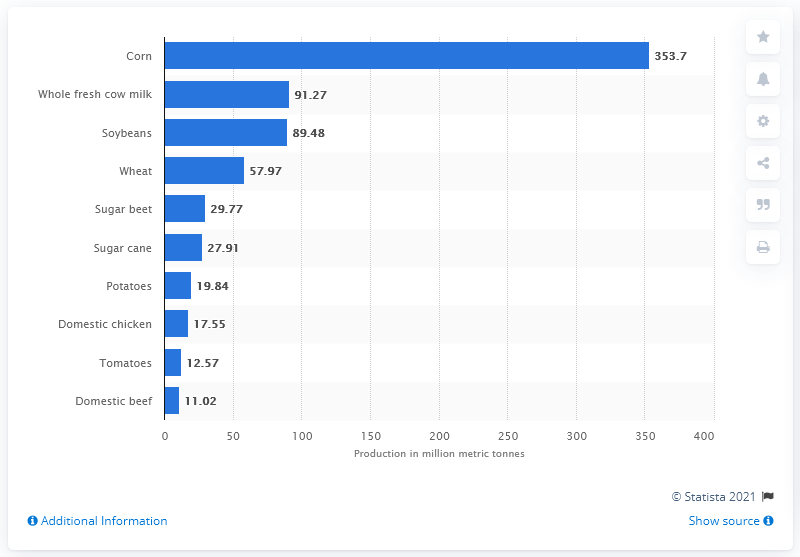 Corn 353.7
Whole fresh cow milk 91.27
Soybeans 89.48
Wheat 57.97
Sugar beet 29.77
Sugar cane 27.91
Potatoes 19.84
Domestic chicken 17.55
Tomatoes 12.57
Domestic beef 11.02
0 50 100 150 200 250 300 350 400
Production in million metric tonnes
© Statista 2021
Additional Information Show source